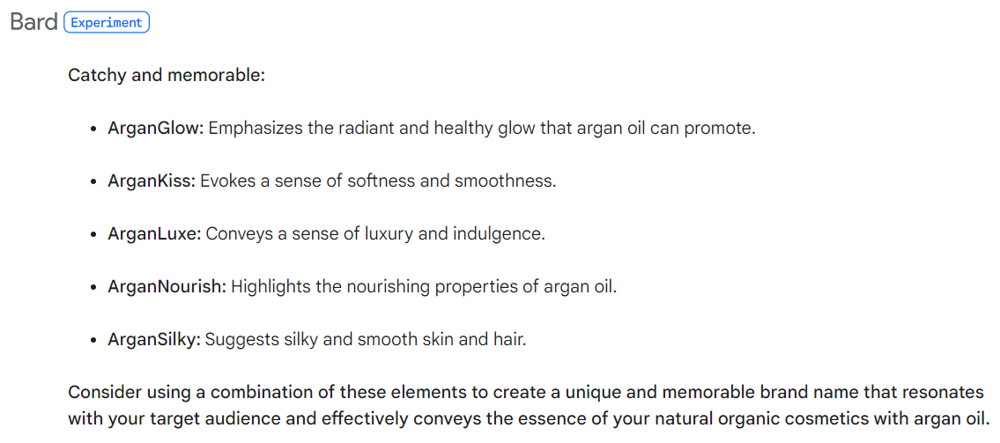 Bard Experiment
Catchy and memorable:
• ArganGlow: Emphasizes the radiant and healthy glow that argan oil can promote.
• ArganKiss: Evokes a sense of softness and smoothness.
• ArganLuxe: Conveys a sense of luxury and indulgence.
• ArganNourish: Highlights the nourishing properties of argan oil.
• ArganSilky: Suggests silky and smooth skin and hair.
Consider using a combination of these elements to create a unique and memorable brand name that resonates
with your target audience and effectively conveys the essence of your natural organic cosmetics with argan oil.